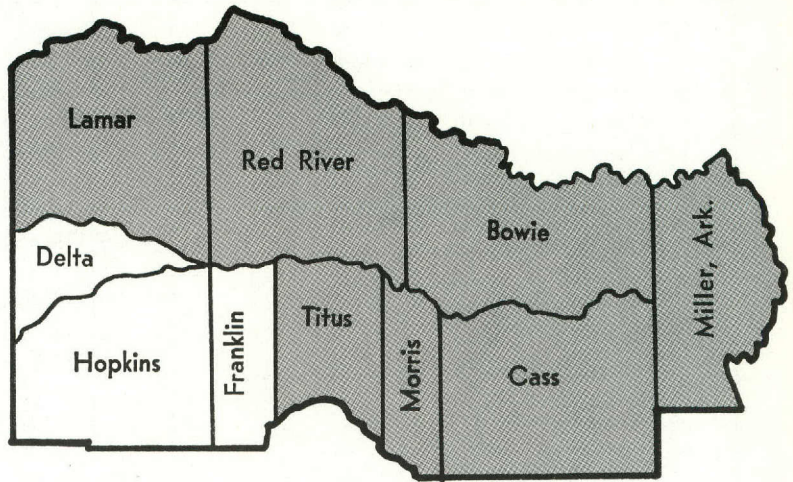 Lamar
Red River
Bowie
Miller, Ark.
Delta
Hopkins
Franklin
Titus
Morris
Cass